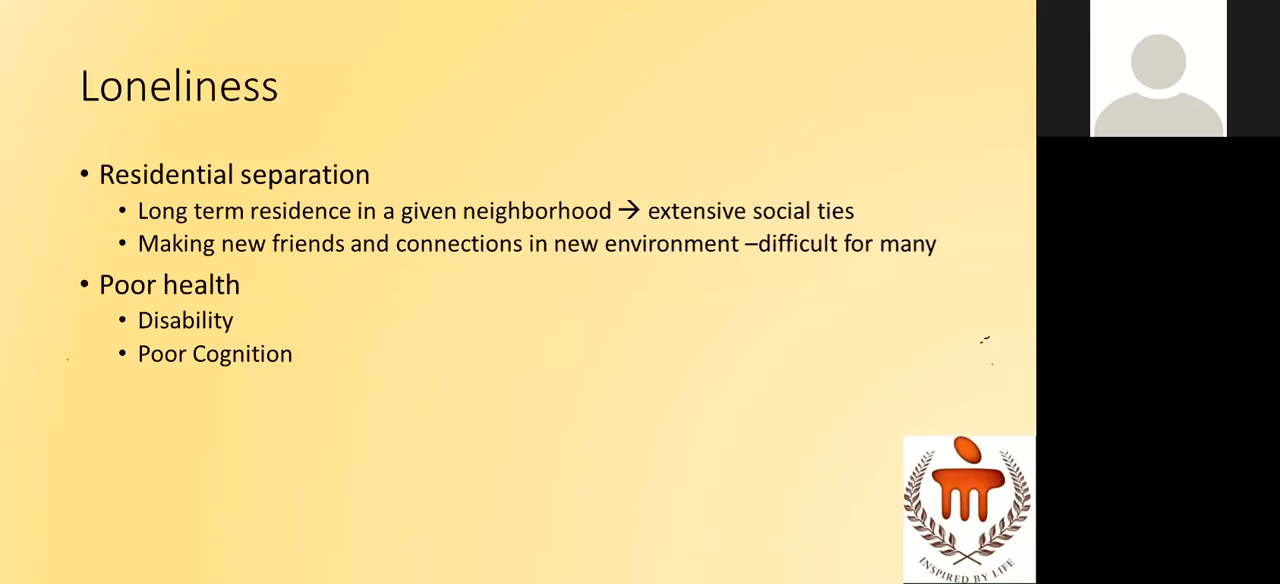 Loneliness
• Residential separation
• Long term residence in a given neighborhood → extensive social ties
• Making new friends and connections in new environment –difficult for many
• Poor health
• Disability
• Poor Cognition
INSPIRED BY LIFE